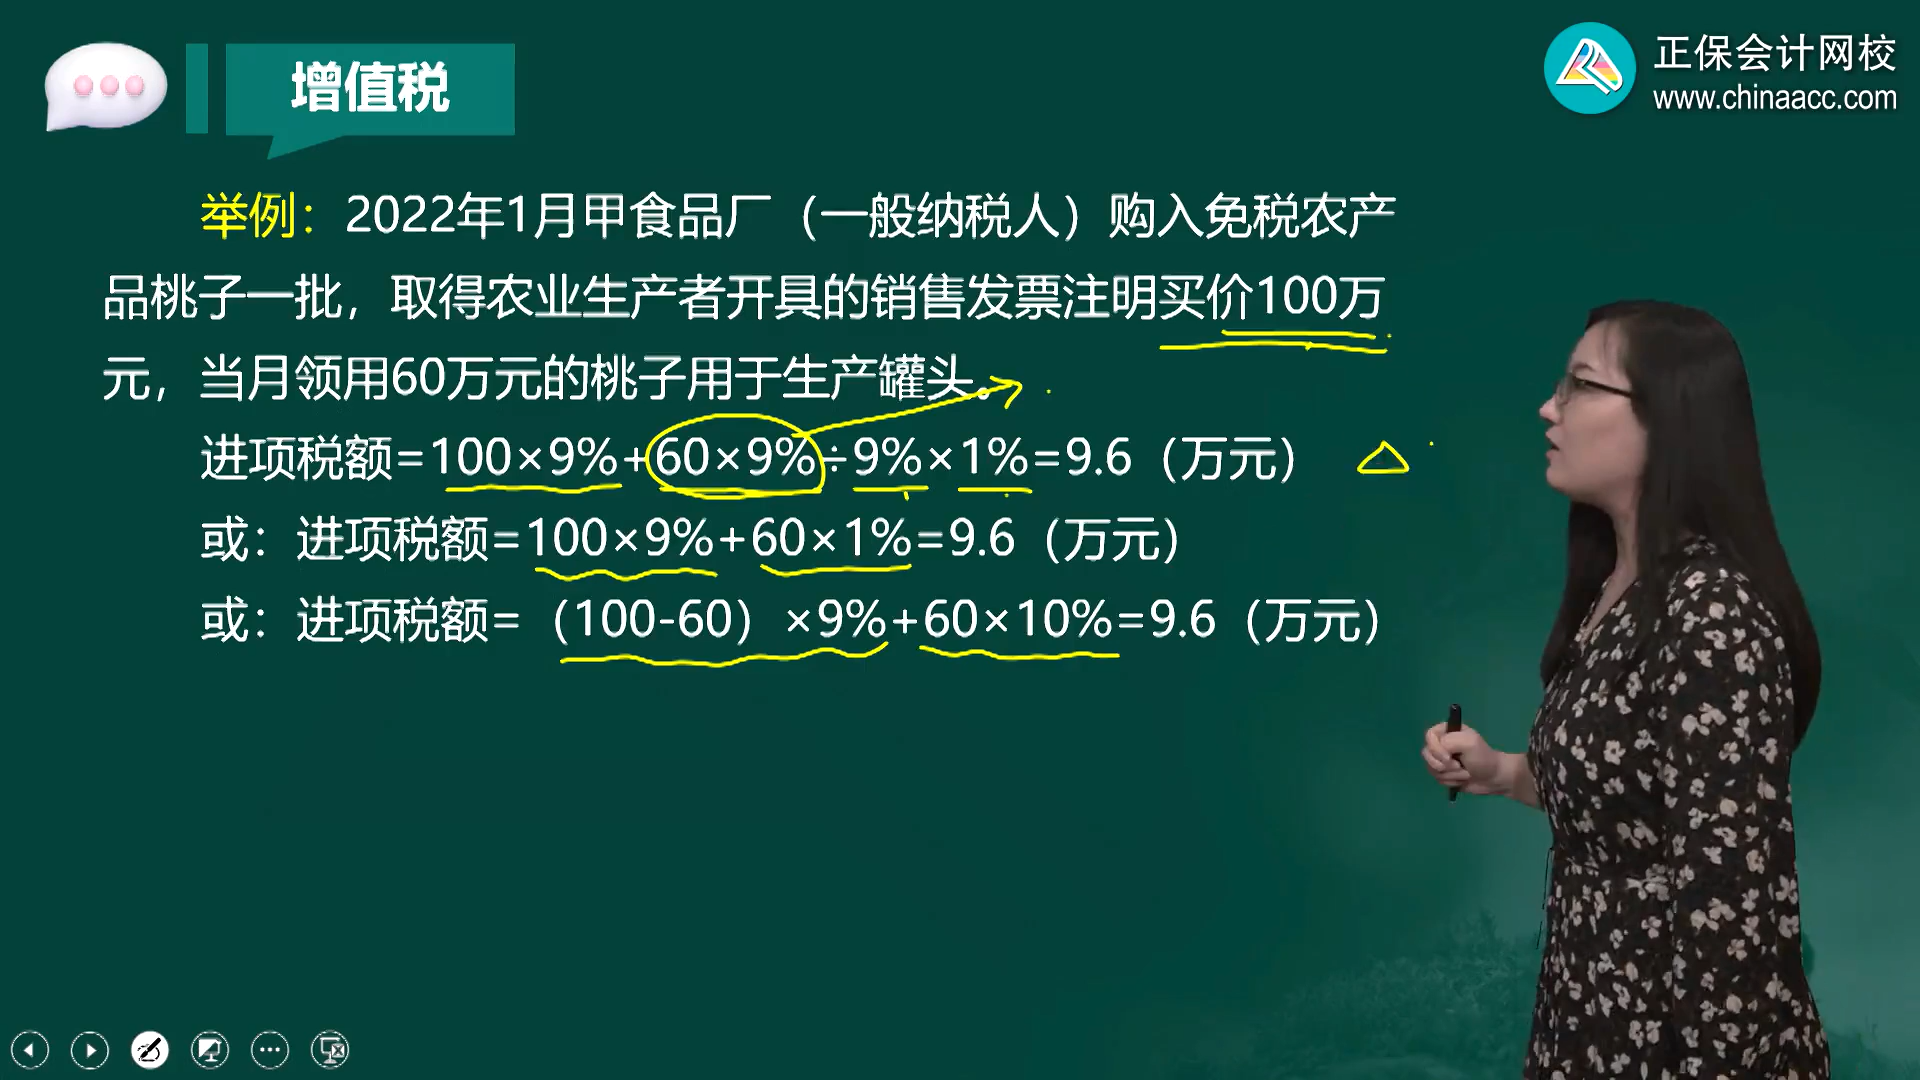 增值税
正保会计网校
www.chinaacc.com
举例：2022年1月甲食品厂（一般纳税人）购入免税农产
品桃子一批，取得农业生产者开具的销售发票注明买价100万
元，当月领用60万元的桃子用于生产罐头。
进项税额=100×9%+60×9%÷9%×1%=9.6（万元）
或：进项税额=100×9%+60×1%=9.6（万元）
或：进项税额=（100-60）×9%+60×10%=9.6（万元）